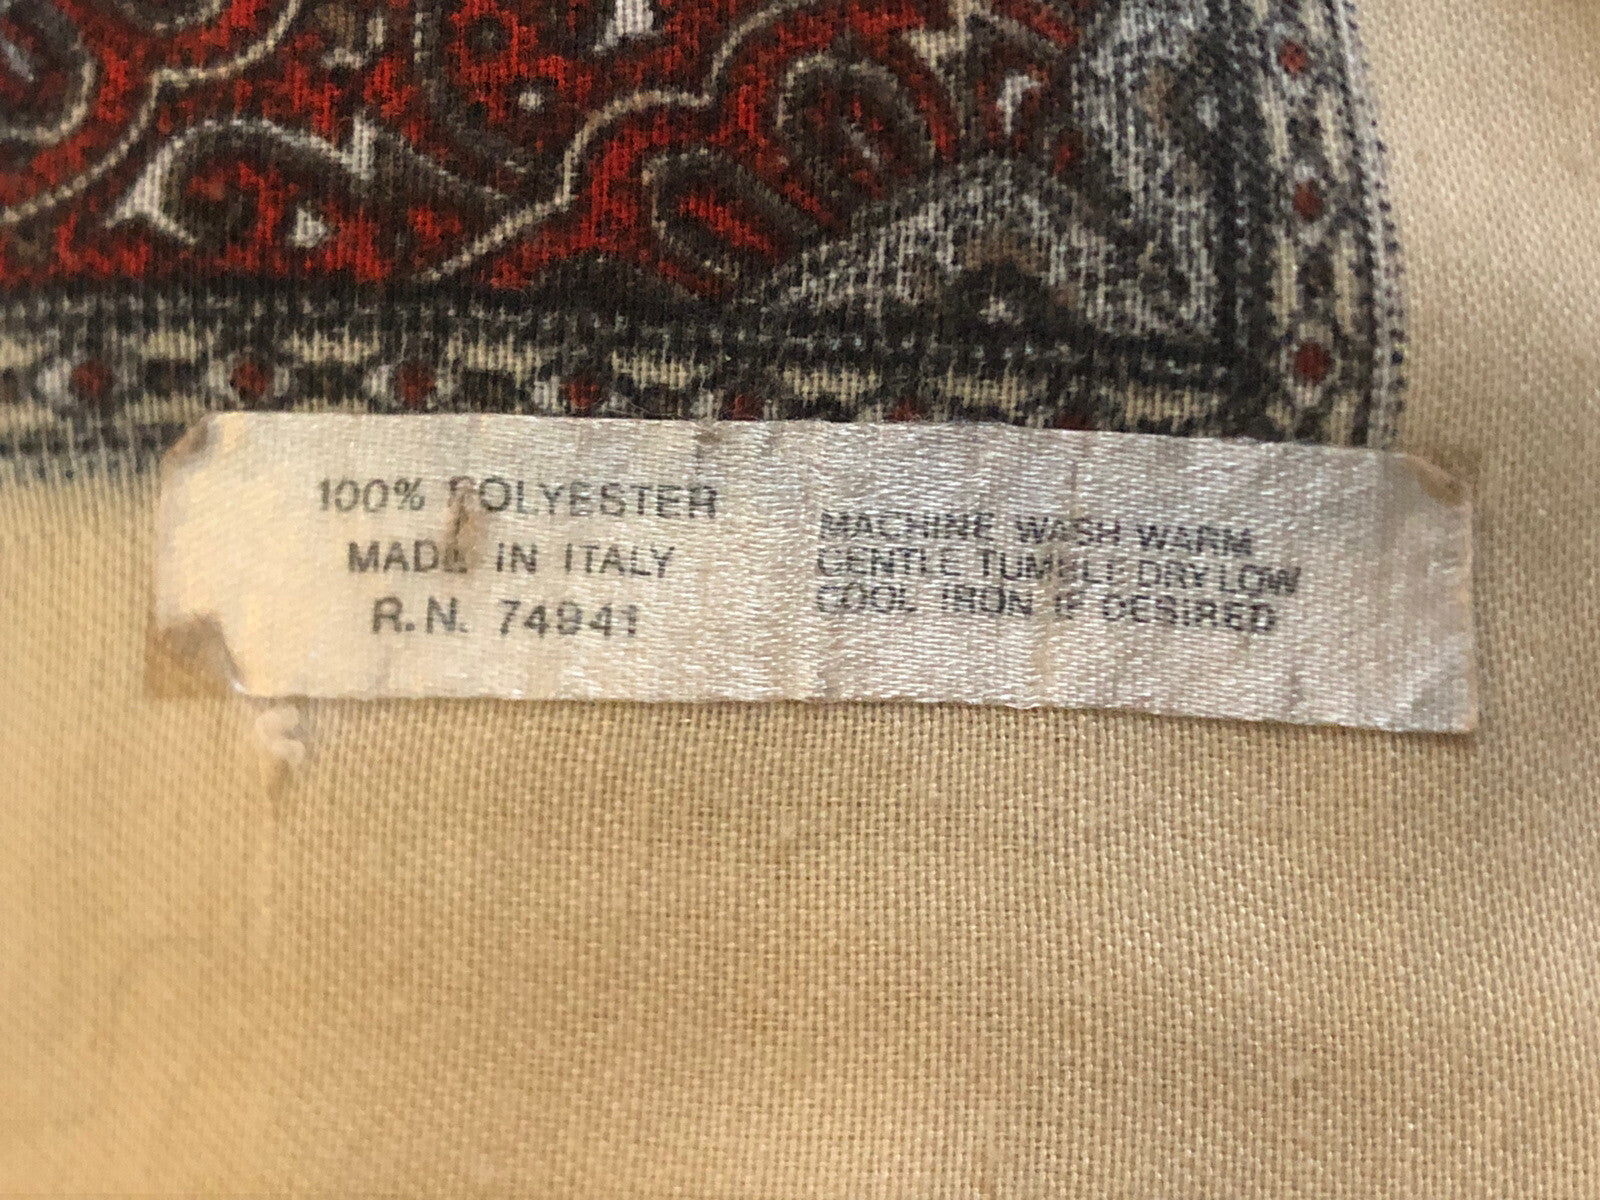 100% POLYESTER
MADE IN ITALY
R.N. 74941
MACHINE WASH WARM
GENTLE TUMBLE DRY LOW
COOL IRON IF DESIRED